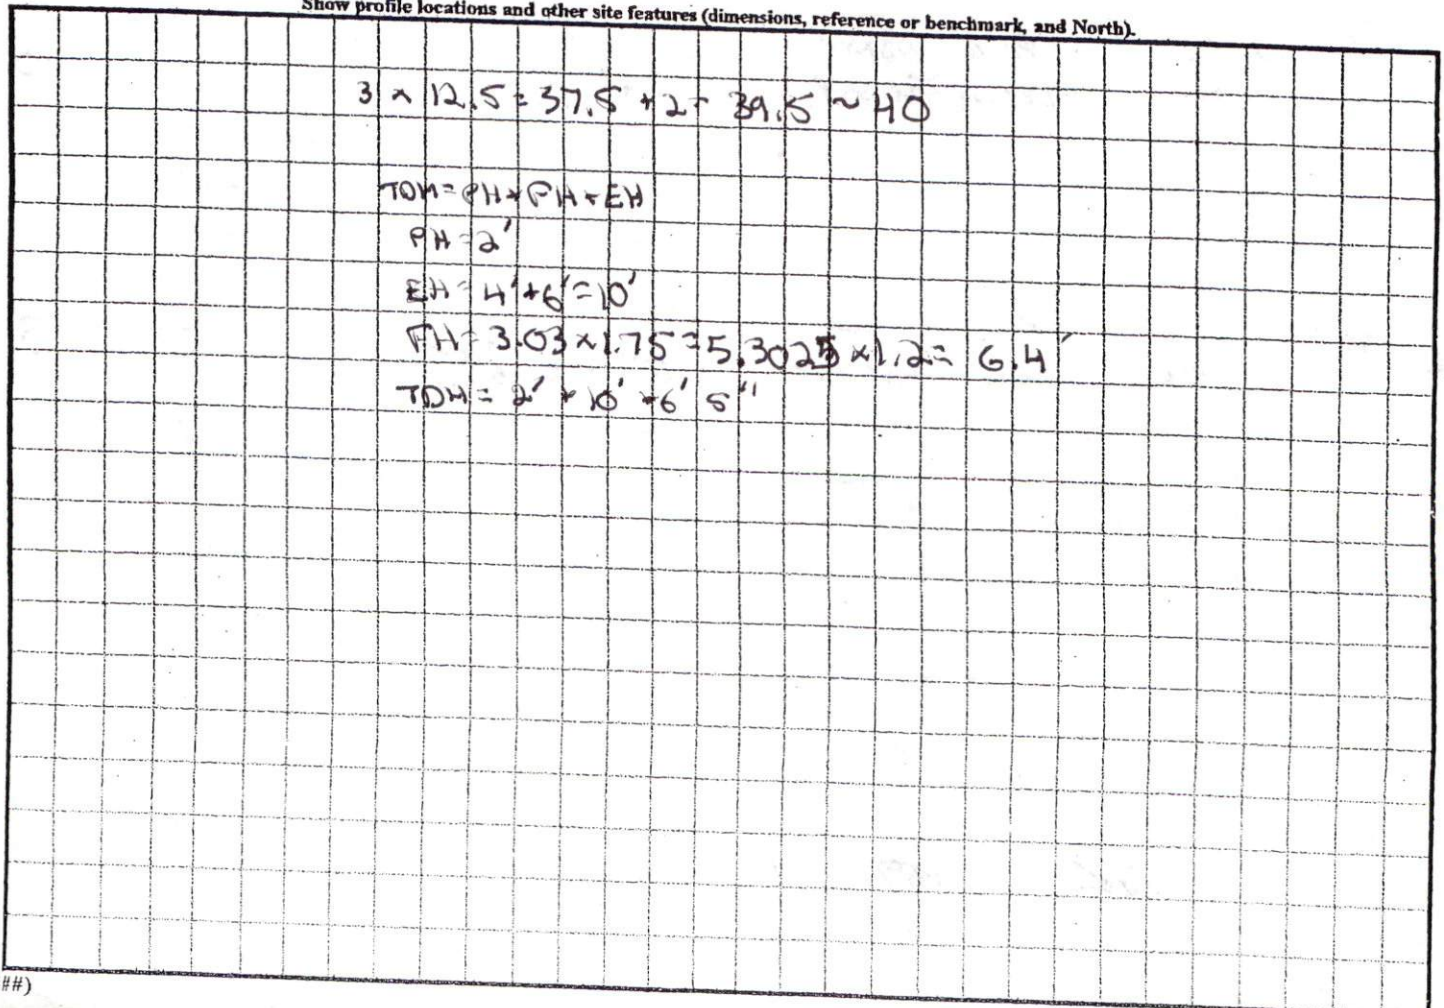 Show profile locations and other site features (dimensions, reference or benchmark, and North).
3 × 12.5 = 37.5 + 2 = 39.5 ~ 40
TDH = PH + FH + EH
PH = 2'
EH = 4' + 6' = 10'
FH = 3.03 × 1.75 = 5.3025 × 1.2 = 6.4'
TDH = 2' + 10' + 6' 5"
##)